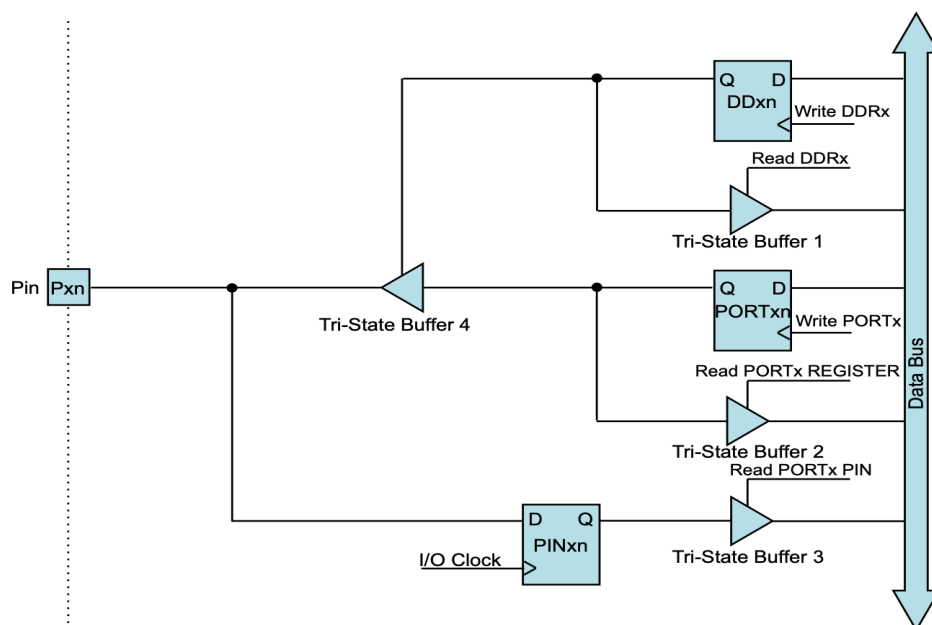 Q D
DDxn
Write DDRx
Read DDRx
Tri-State Buffer 1
Pin Pxn
Tri-State Buffer 4
Q D
PORTxn
Write PORTx
Read PORTx REGISTER
Tri-State Buffer 2
Read PORTx PIN
D Q
PINxn
I/O Clock
Tri-State Buffer 3
Data Bus